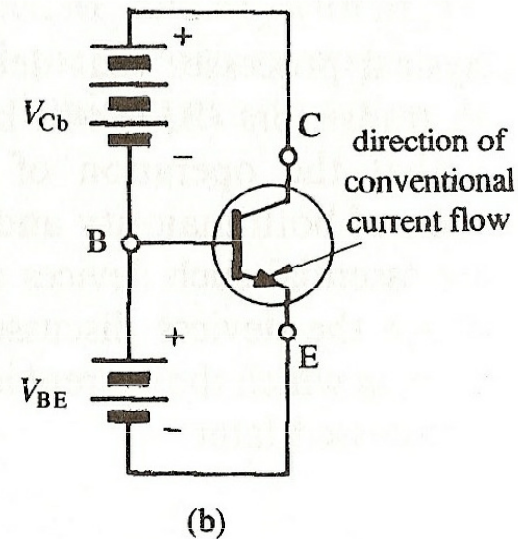 +
V_Cb
−
C
direction of
conventional
current flow
B
+
E
V_BE
−
(b)